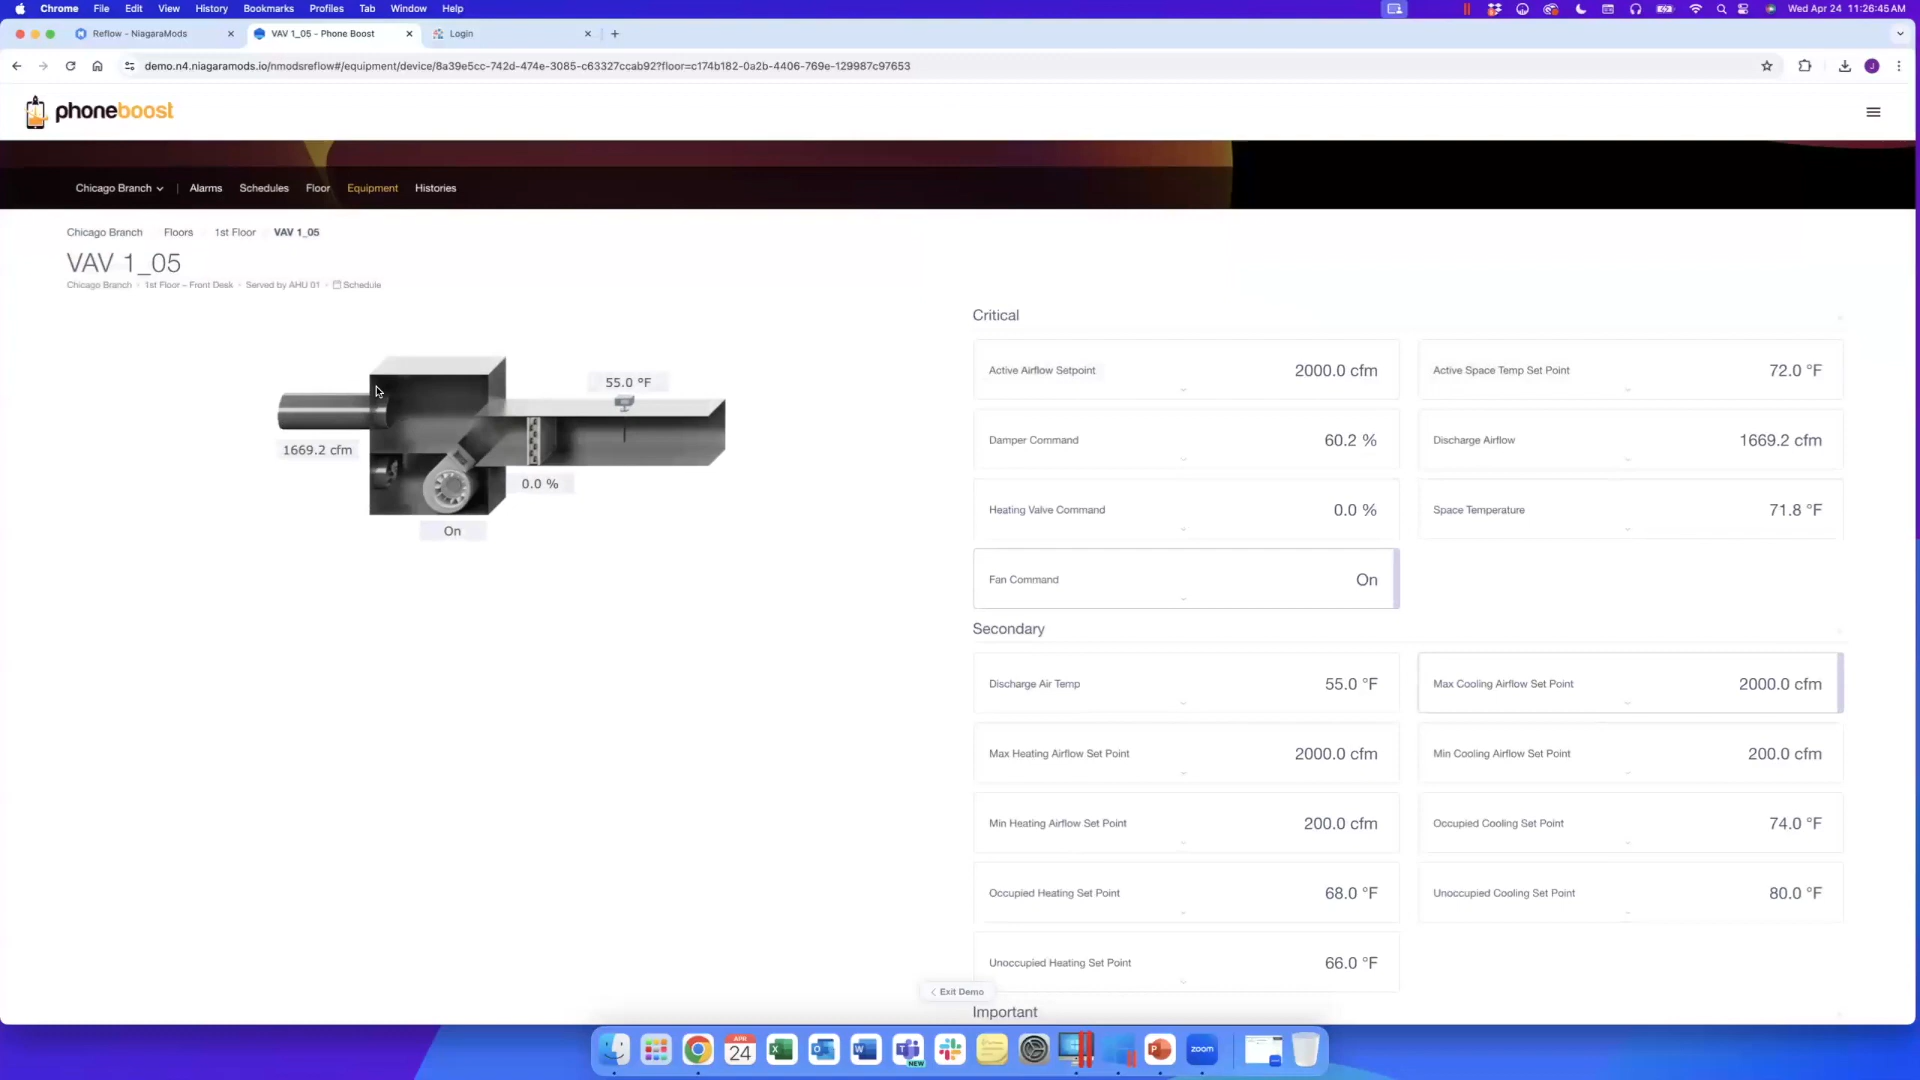 Chrome File Edit View History Bookmarks Profiles Tab Window Help Wed Apr 24 11:26:45 AM
Reflow - NiagaraMods VAV 1_05 - Phone Boost Login
demo.n4.niagaramods.io/nmodsreflow#/equipment/device/8a39e5cc-742d-474e-3085-c63327ccab92?floor=c174b182-0a2b-4406-769e-129987c97653
phoneboost
Chicago Branch | Alarms Schedules Floor Equipment Histories
Chicago Branch Floors 1st Floor VAV 1_05
VAV 1_05
Chicago Branch 1st Floor – Front Desk Served by AHU 01 Schedule
55.0 °F
1669.2 cfm
0.0 %
On
Critical
Active Airflow Setpoint 2000.0 cfm Active Space Temp Set Point 72.0 °F
Damper Command 60.2 % Discharge Airflow 1669.2 cfm
Heating Valve Command 0.0 % Space Temperature 71.8 °F
Fan Command On
Secondary
Discharge Air Temp 55.0 °F Max Cooling Airflow Set Point 2000.0 cfm
Max Heating Airflow Set Point 2000.0 cfm Min Cooling Airflow Set Point 200.0 cfm
Min Heating Airflow Set Point 200.0 cfm Occupied Cooling Set Point 74.0 °F
Occupied Heating Set Point 68.0 °F Unoccupied Cooling Set Point 80.0 °F
Unoccupied Heating Set Point 66.0 °F
Exit Demo
Important
APR
24
NEW
zoom